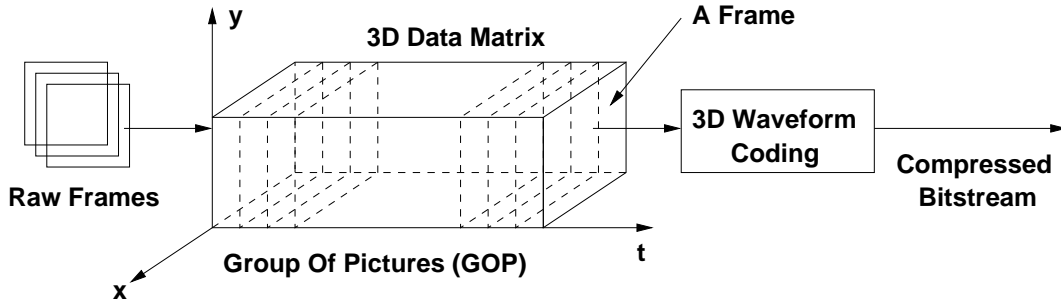 y
3D Data Matrix
A Frame
Raw Frames
3D Waveform
Coding
Compressed
Bitstream
t
Group Of Pictures (GOP)
x